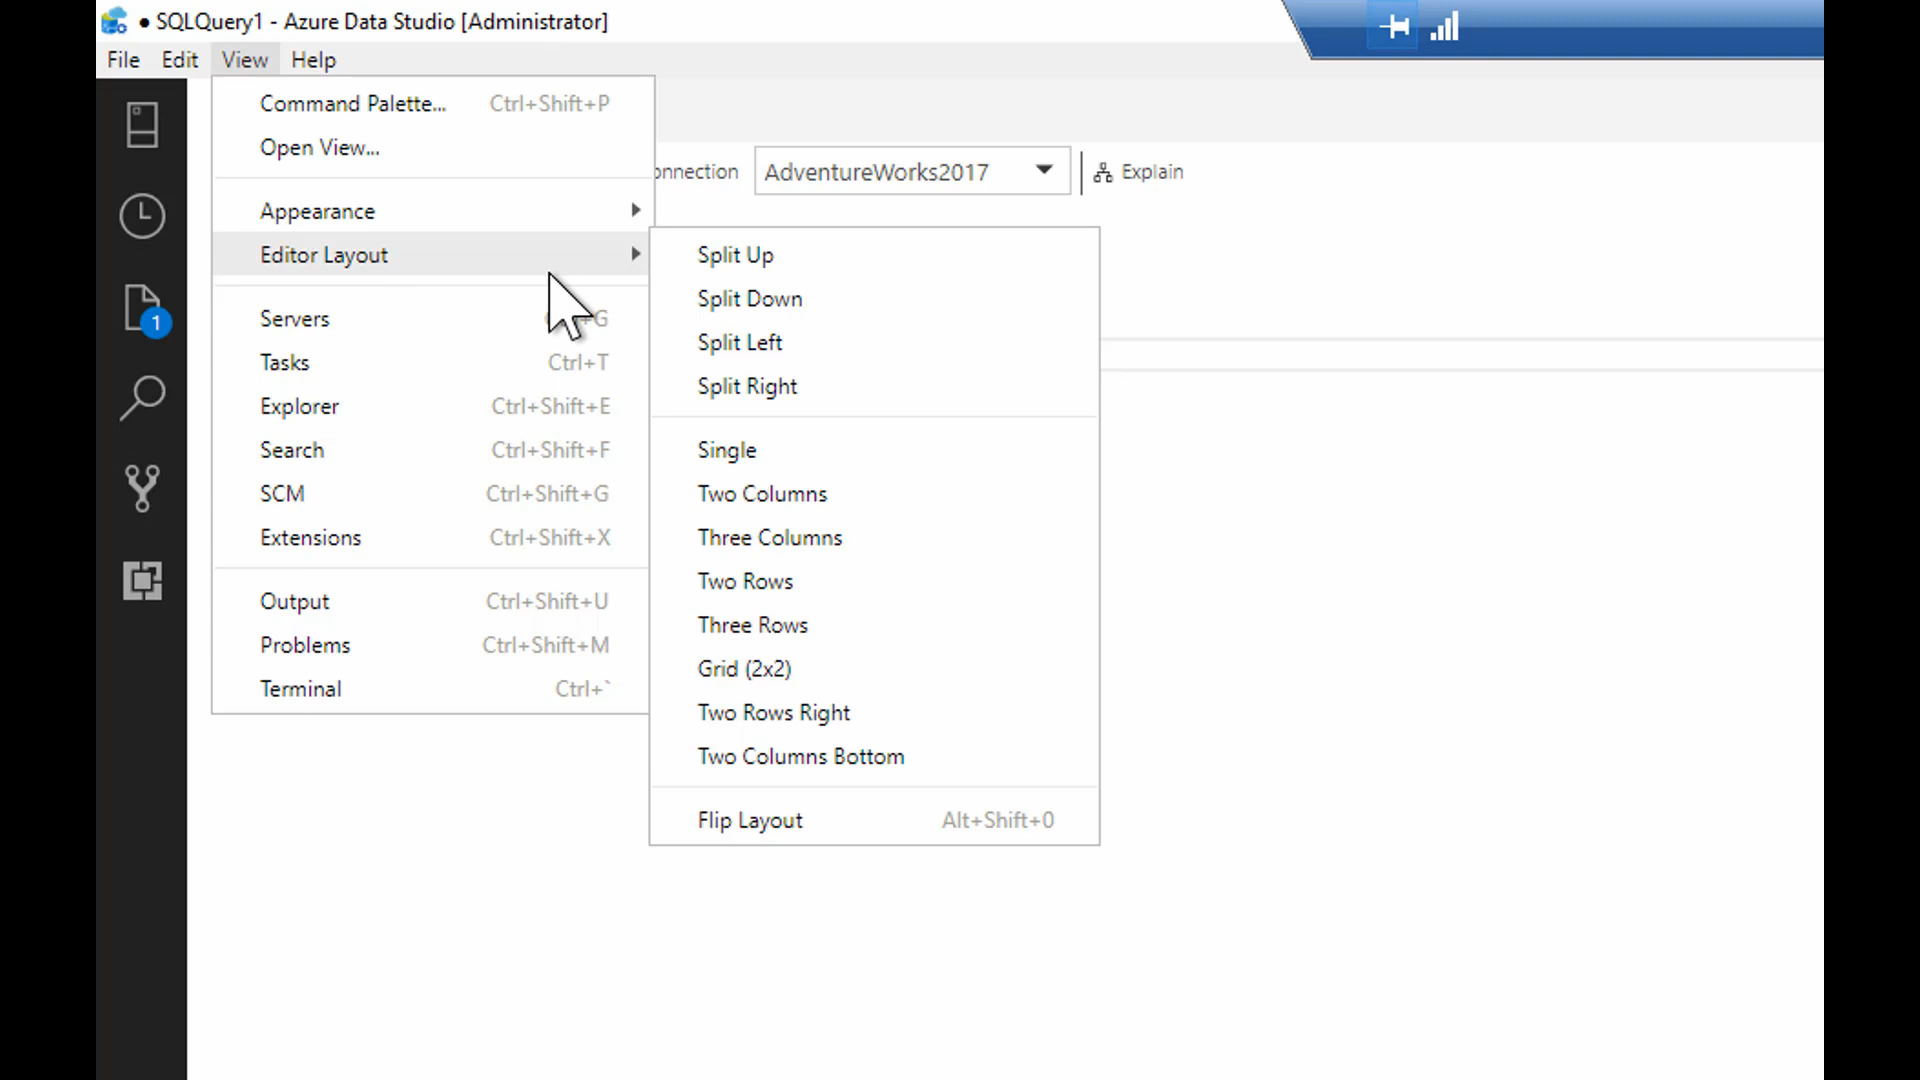 ● SQLQuery1 - Azure Data Studio [Administrator]
File Edit View Help
Command Palette... Ctrl+Shift+P
Open View...
Appearance
Editor Layout
Servers
Tasks Ctrl+T
Explorer Ctrl+Shift+E
Search Ctrl+Shift+F
SCM Ctrl+Shift+G
Extensions Ctrl+Shift+X
Output Ctrl+Shift+U
Problems Ctrl+Shift+M
Terminal Ctrl+`
onnection AdventureWorks2017 Explain
Split Up
Split Down
Split Left
Split Right
Single
Two Columns
Three Columns
Two Rows
Three Rows
Grid (2x2)
Two Rows Right
Two Columns Bottom
Flip Layout Alt+Shift+0
1